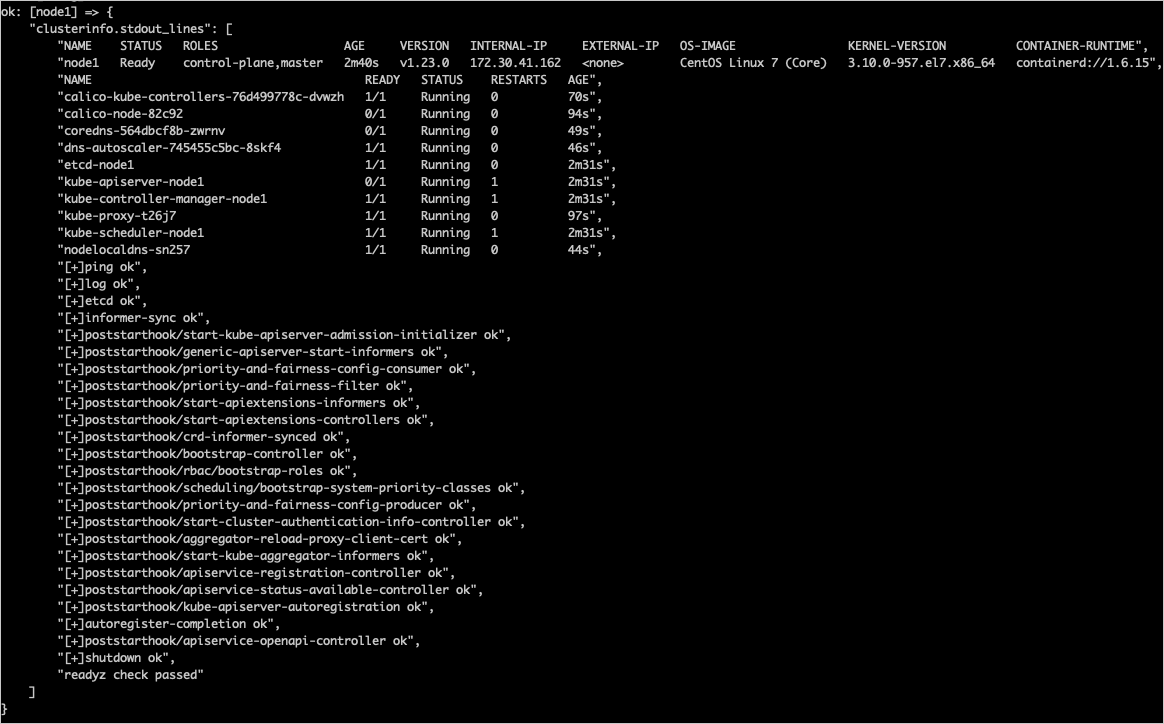 ok: [node1] => {
    "clusterinfo.stdout_lines": [
        "NAME    STATUS   ROLES                  AGE     VERSION   INTERNAL-IP     EXTERNAL-IP   OS-IMAGE                KERNEL-VERSION          CONTAINER-RUNTIME",
        "node1   Ready    control-plane,master   2m40s   v1.23.0   172.30.41.162   <none>        CentOS Linux 7 (Core)   3.10.0-957.el7.x86_64   containerd://1.6.15",
        "NAME                                       READY   STATUS    RESTARTS   AGE",
        "calico-kube-controllers-76d499778c-dvwzh   1/1     Running   0          70s",
        "calico-node-82c92                          0/1     Running   0          94s",
        "coredns-564dbcf8b-zwrnv                    0/1     Running   0          49s",
        "dns-autoscaler-745455c5bc-8skf4            1/1     Running   0          46s",
        "etcd-node1                                 1/1     Running   0          2m31s",
        "kube-apiserver-node1                       0/1     Running   1          2m31s",
        "kube-controller-manager-node1              1/1     Running   1          2m31s",
        "kube-proxy-t26j7                           1/1     Running   0          97s",
        "kube-scheduler-node1                       1/1     Running   1          2m31s",
        "nodelocaldns-sn257                         1/1     Running   0          44s",
        "[+]ping ok",
        "[+]log ok",
        "[+]etcd ok",
        "[+]informer-sync ok",
        "[+]poststarthook/start-kube-apiserver-admission-initializer ok",
        "[+]poststarthook/generic-apiserver-start-informers ok",
        "[+]poststarthook/priority-and-fairness-config-consumer ok",
        "[+]poststarthook/priority-and-fairness-filter ok",
        "[+]poststarthook/start-apiextensions-informers ok",
        "[+]poststarthook/start-apiextensions-controllers ok",
        "[+]poststarthook/crd-informer-synced ok",
        "[+]poststarthook/bootstrap-controller ok",
        "[+]poststarthook/rbac/bootstrap-roles ok",
        "[+]poststarthook/scheduling/bootstrap-system-priority-classes ok",
        "[+]poststarthook/priority-and-fairness-config-producer ok",
        "[+]poststarthook/start-cluster-authentication-info-controller ok",
        "[+]poststarthook/aggregator-reload-proxy-client-cert ok",
        "[+]poststarthook/start-kube-aggregator-informers ok",
        "[+]poststarthook/apiservice-registration-controller ok",
        "[+]poststarthook/apiservice-status-available-controller ok",
        "[+]poststarthook/kube-apiserver-autoregistration ok",
        "[+]autoregister-completion ok",
        "[+]poststarthook/apiservice-openapi-controller ok",
        "[+]shutdown ok",
        "readyz check passed"
    ]
}